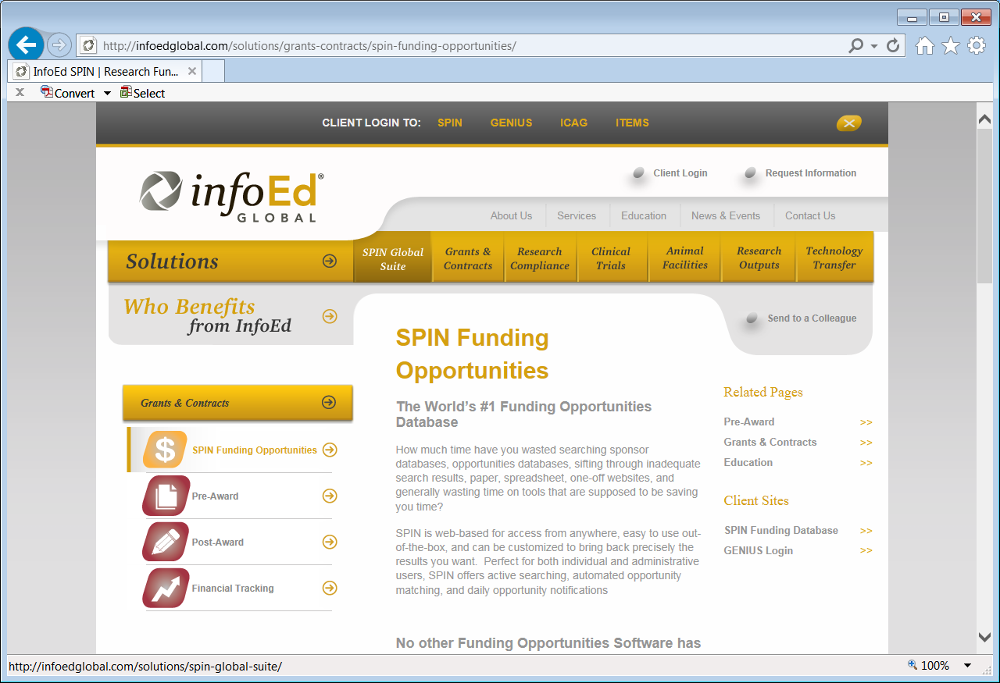 http://infoedglobal.com/solutions/grants-contracts/spin-funding-opportunities/
InfoEd SPIN | Research Fun...
Convert
Select
CLIENT LOGIN TO: SPIN GENIUS ICAG ITEMS
infoEd®
GLOBAL
Client Login
Request Information
About Us
Services
Education
News & Events
Contact Us
Solutions
SPIN Global
Suite
Grants &
Contracts
Research
Compliance
Clinical
Trials
Animal
Facilities
Research
Outputs
Technology
Transfer
Who Benefits
from InfoEd
Send to a Colleague
Grants & Contracts
$ SPIN Funding Opportunities
Pre-Award
Post-Award
Financial Tracking
SPIN Funding
Opportunities
The World's #1 Funding Opportunities
Database
How much time have you wasted searching sponsor
databases, opportunities databases, sifting through inadequate
search results, paper, spreadsheet, one-off websites, and
generally wasting time on tools that are supposed to be saving
you time?
SPIN is web-based for access from anywhere, easy to use out-
of-the-box, and can be customized to bring back precisely the
results you want.  Perfect for both individual and administrative
users, SPIN offers active searching, automated opportunity
matching, and daily opportunity notifications
No other Funding Opportunities Software has
Related Pages
Pre-Award >>
Grants & Contracts >>
Education >>
Client Sites
SPIN Funding Database >>
GENIUS Login >>
http://infoedglobal.com/solutions/spin-global-suite/
100%